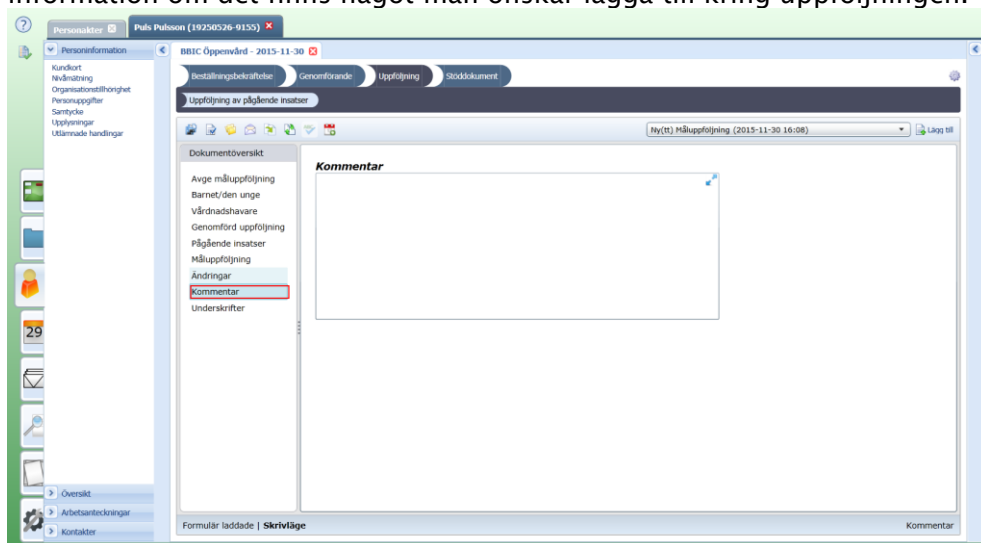 information om det finns något man önskar lägga till kring uppföljningen.
Personakter
Puls Pulsson (19250526-9155)
Personinformation
Kundkort
Nivåmätning
Organisationstillhörighet
Personuppgifter
Samtycke
Upplysningar
Utlämnade handlingar
Översikt
Arbetsanteckningar
Kontakter
29
BBIC Öppenvård - 2015-11-30
Beställningsbekräftelse
Genomförande
Uppföljning
Stöddokument
Uppföljning av pågående insatser
Ny(tt) Måluppföljning (2015-11-30 16:08)
Lägg till
Dokumentöversikt
Avge måluppföljning
Barnet/den unge
Vårdnadshavare
Genomförd uppföljning
Pågående insatser
Måluppföljning
Ändringar
Kommentar
Underskrifter
Kommentar
Formulär laddade | Skrivläge
Kommentar